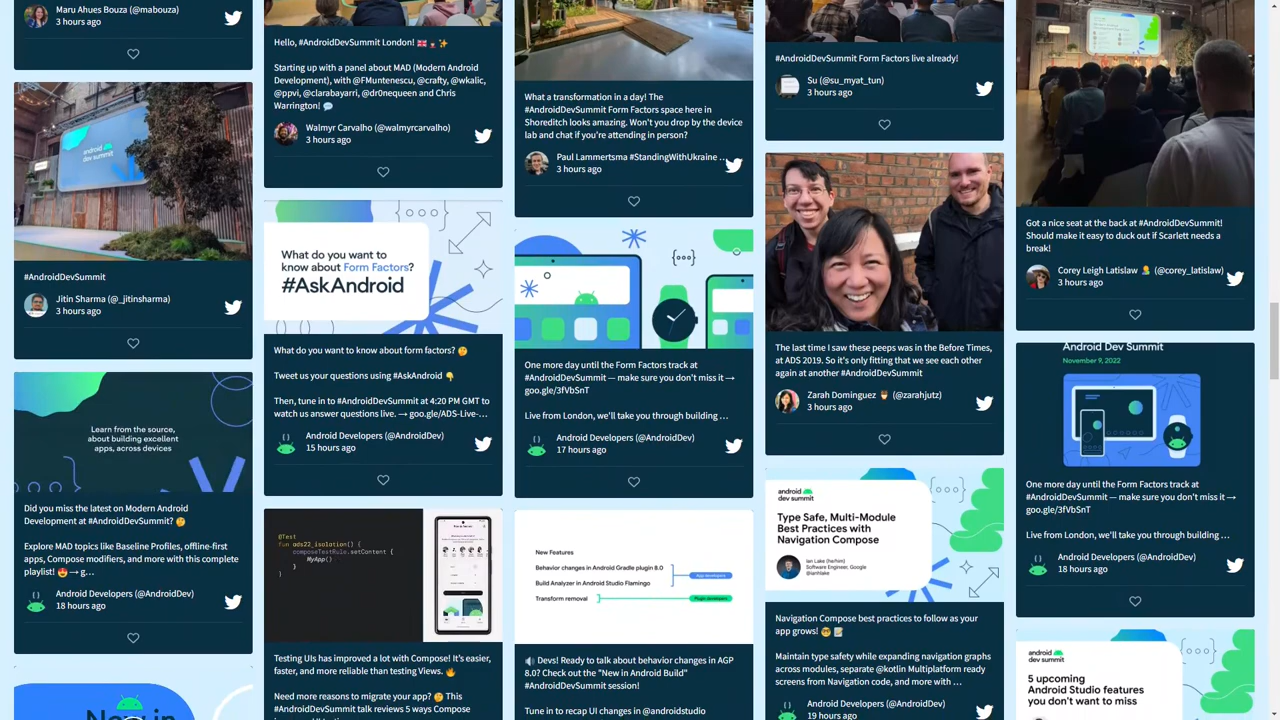 Maru Ahues Bouza (@mabouza)
3 hours ago
android
dev summit
#AndroidDevSummit
Jitin Sharma (@_jitinsharma)
3 hours ago
Learn from the source,
about building excellent
apps, across devices
Did you miss the latest on Modern Android
Development at #AndroidDevSummit? 🤔
Explore MAD topics like Baseline Profiles, offline-first
apps, Compose modifiers, and more with this complete
playlist! 😍 → g…
Android Developers (@AndroidDev)
18 hours ago
Hello, #AndroidDevSummit London! 🇬🇧💂✨
Starting up with a panel about MAD (Modern Android
Development), with @FMuntenescu, @crafty, @wkalic,
@ppvi, @clarabayarri, @dr0nequeen and Chris
Warrington! 💬
Walmyr Carvalho (@walmyrcarvalho)
3 hours ago
What do you want to
know about Form Factors?
#AskAndroid
What do you want to know about form factors? 🤔
Tweet us your questions using #AskAndroid 👇
Then, tune in to #AndroidDevSummit at 4:20 PM GMT to
watch us answer questions live. → goo.gle/ADS-Live-…
Android Developers (@AndroidDev)
15 hours ago
@Test
fun ads22_isolation() {
composeTestRule.setContent {
MyApp()
}
}
Testing UIs has improved a lot with Compose! It's easier,
faster, and more reliable than testing Views. 🔥
Need more reasons to migrate your app? 🤔 This
#AndroidDevSummit talk reviews 5 ways Compose
What a transformation in a day! The
#AndroidDevSummit Form Factors space here in
Shoreditch looks amazing. Won't you drop by the device
lab and chat if you're attending in person?
Paul Lammertsma #StandingWithUkraine …
3 hours ago
{ooo}
One more day until the Form Factors track at
#AndroidDevSummit — make sure you don't miss it →
goo.gle/3fVbSnT
Live from London, we'll take you through building …
Android Developers (@AndroidDev)
17 hours ago
New Features
Behavior changes in Android Gradle plugin 8.0
Build Analyzer in Android Studio Flamingo
App developers
Transform removal
Plugin developers
🔊 Devs! Ready to talk about behavior changes in AGP
8.0? Check out the "New in Android Build"
#AndroidDevSummit session!
Tune in to recap UI changes in @androidstudio
#AndroidDevSummit Form Factors live already!
Su (@su_myat_tun)
3 hours ago
The last time I saw these peeps was in the Before Times,
at ADS 2019. So it's only fitting that we see each other
again at another #AndroidDevSummit
Zarah Dominguez (@zarahjutz)
3 hours ago
android
dev summit
Type Safe, Multi-Module
Best Practices with
Navigation Compose
Ian Lake (he/him)
Software Engineer, Google
@ianhlake
Navigation Compose best practices to follow as your
app grows! 🤓 📝
Maintain type safety while expanding navigation graphs
across modules, separate @kotlin Multiplatform ready
screens from Navigation code, and more with …
Android Developers (@AndroidDev)
19 hours ago
Got a nice seat at the back at #AndroidDevSummit!
Should make it easy to duck out if Scarlett needs a
break!
Corey Leigh Latislaw (@corey_latislaw)
3 hours ago
Android Dev Summit
November 9, 2022
One more day until the Form Factors track at
#AndroidDevSummit — make sure you don't miss it →
goo.gle/3fVbSnT
Live from London, we'll take you through building …
Android Developers (@AndroidDev)
18 hours ago
android
dev summit
5 upcoming
Android Studio features
you don't want to miss